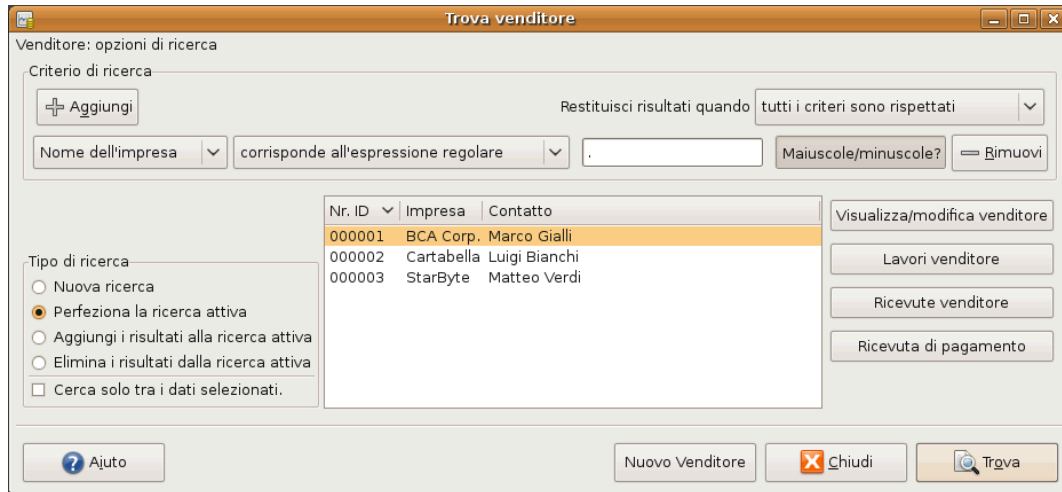 Trova venditore
Venditore: opzioni di ricerca
Criterio di ricerca
Aggiungi
Restituisci risultati quando tutti i criteri sono rispettati
Nome dell'impresa corrisponde all'espressione regolare . Maiuscole/minuscole? Rimuovi
Nr. ID Impresa Contatto
000001 BCA Corp. Marco Gialli
000002 Cartabella Luigi Bianchi
000003 StarByte Matteo Verdi
Visualizza/modifica venditore
Lavori venditore
Ricevute venditore
Ricevuta di pagamento
Tipo di ricerca
Nuova ricerca
Perfeziona la ricerca attiva
Aggiungi i risultati alla ricerca attiva
Elimina i risultati dalla ricerca attiva
Cerca solo tra i dati selezionati.
Aiuto
Nuovo Venditore
Chiudi
Trova